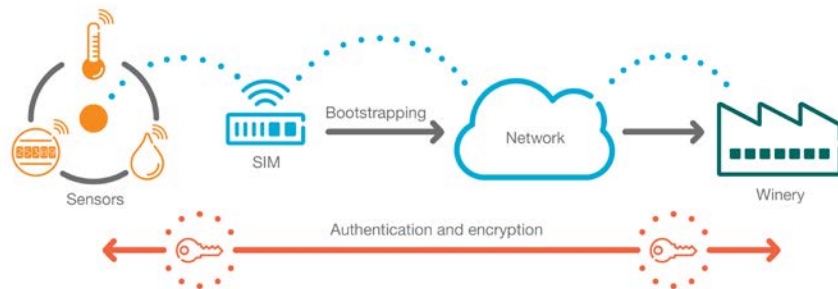 Bootstrapping
Network
SIM
Sensors
Winery
Authentication and encryption